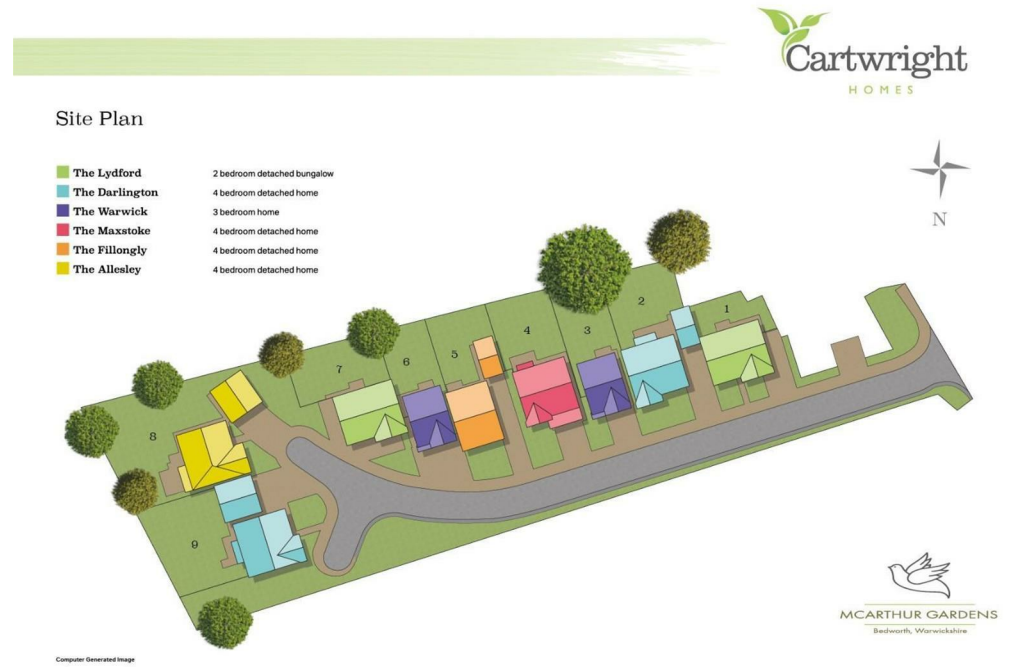 Cartwright
HOMES
Site Plan
The Lydford 2 bedroom detached bungalow
The Darlington 4 bedroom detached home
The Warwick 3 bedroom home
The Maxstoke 4 bedroom detached home
The Fillongly 4 bedroom detached home
The Allesley 4 bedroom detached home
N
1
2
3
4
5
6
7
8
9
MCARTHUR GARDENS
Bedworth, Warwickshire
Computer Generated Image